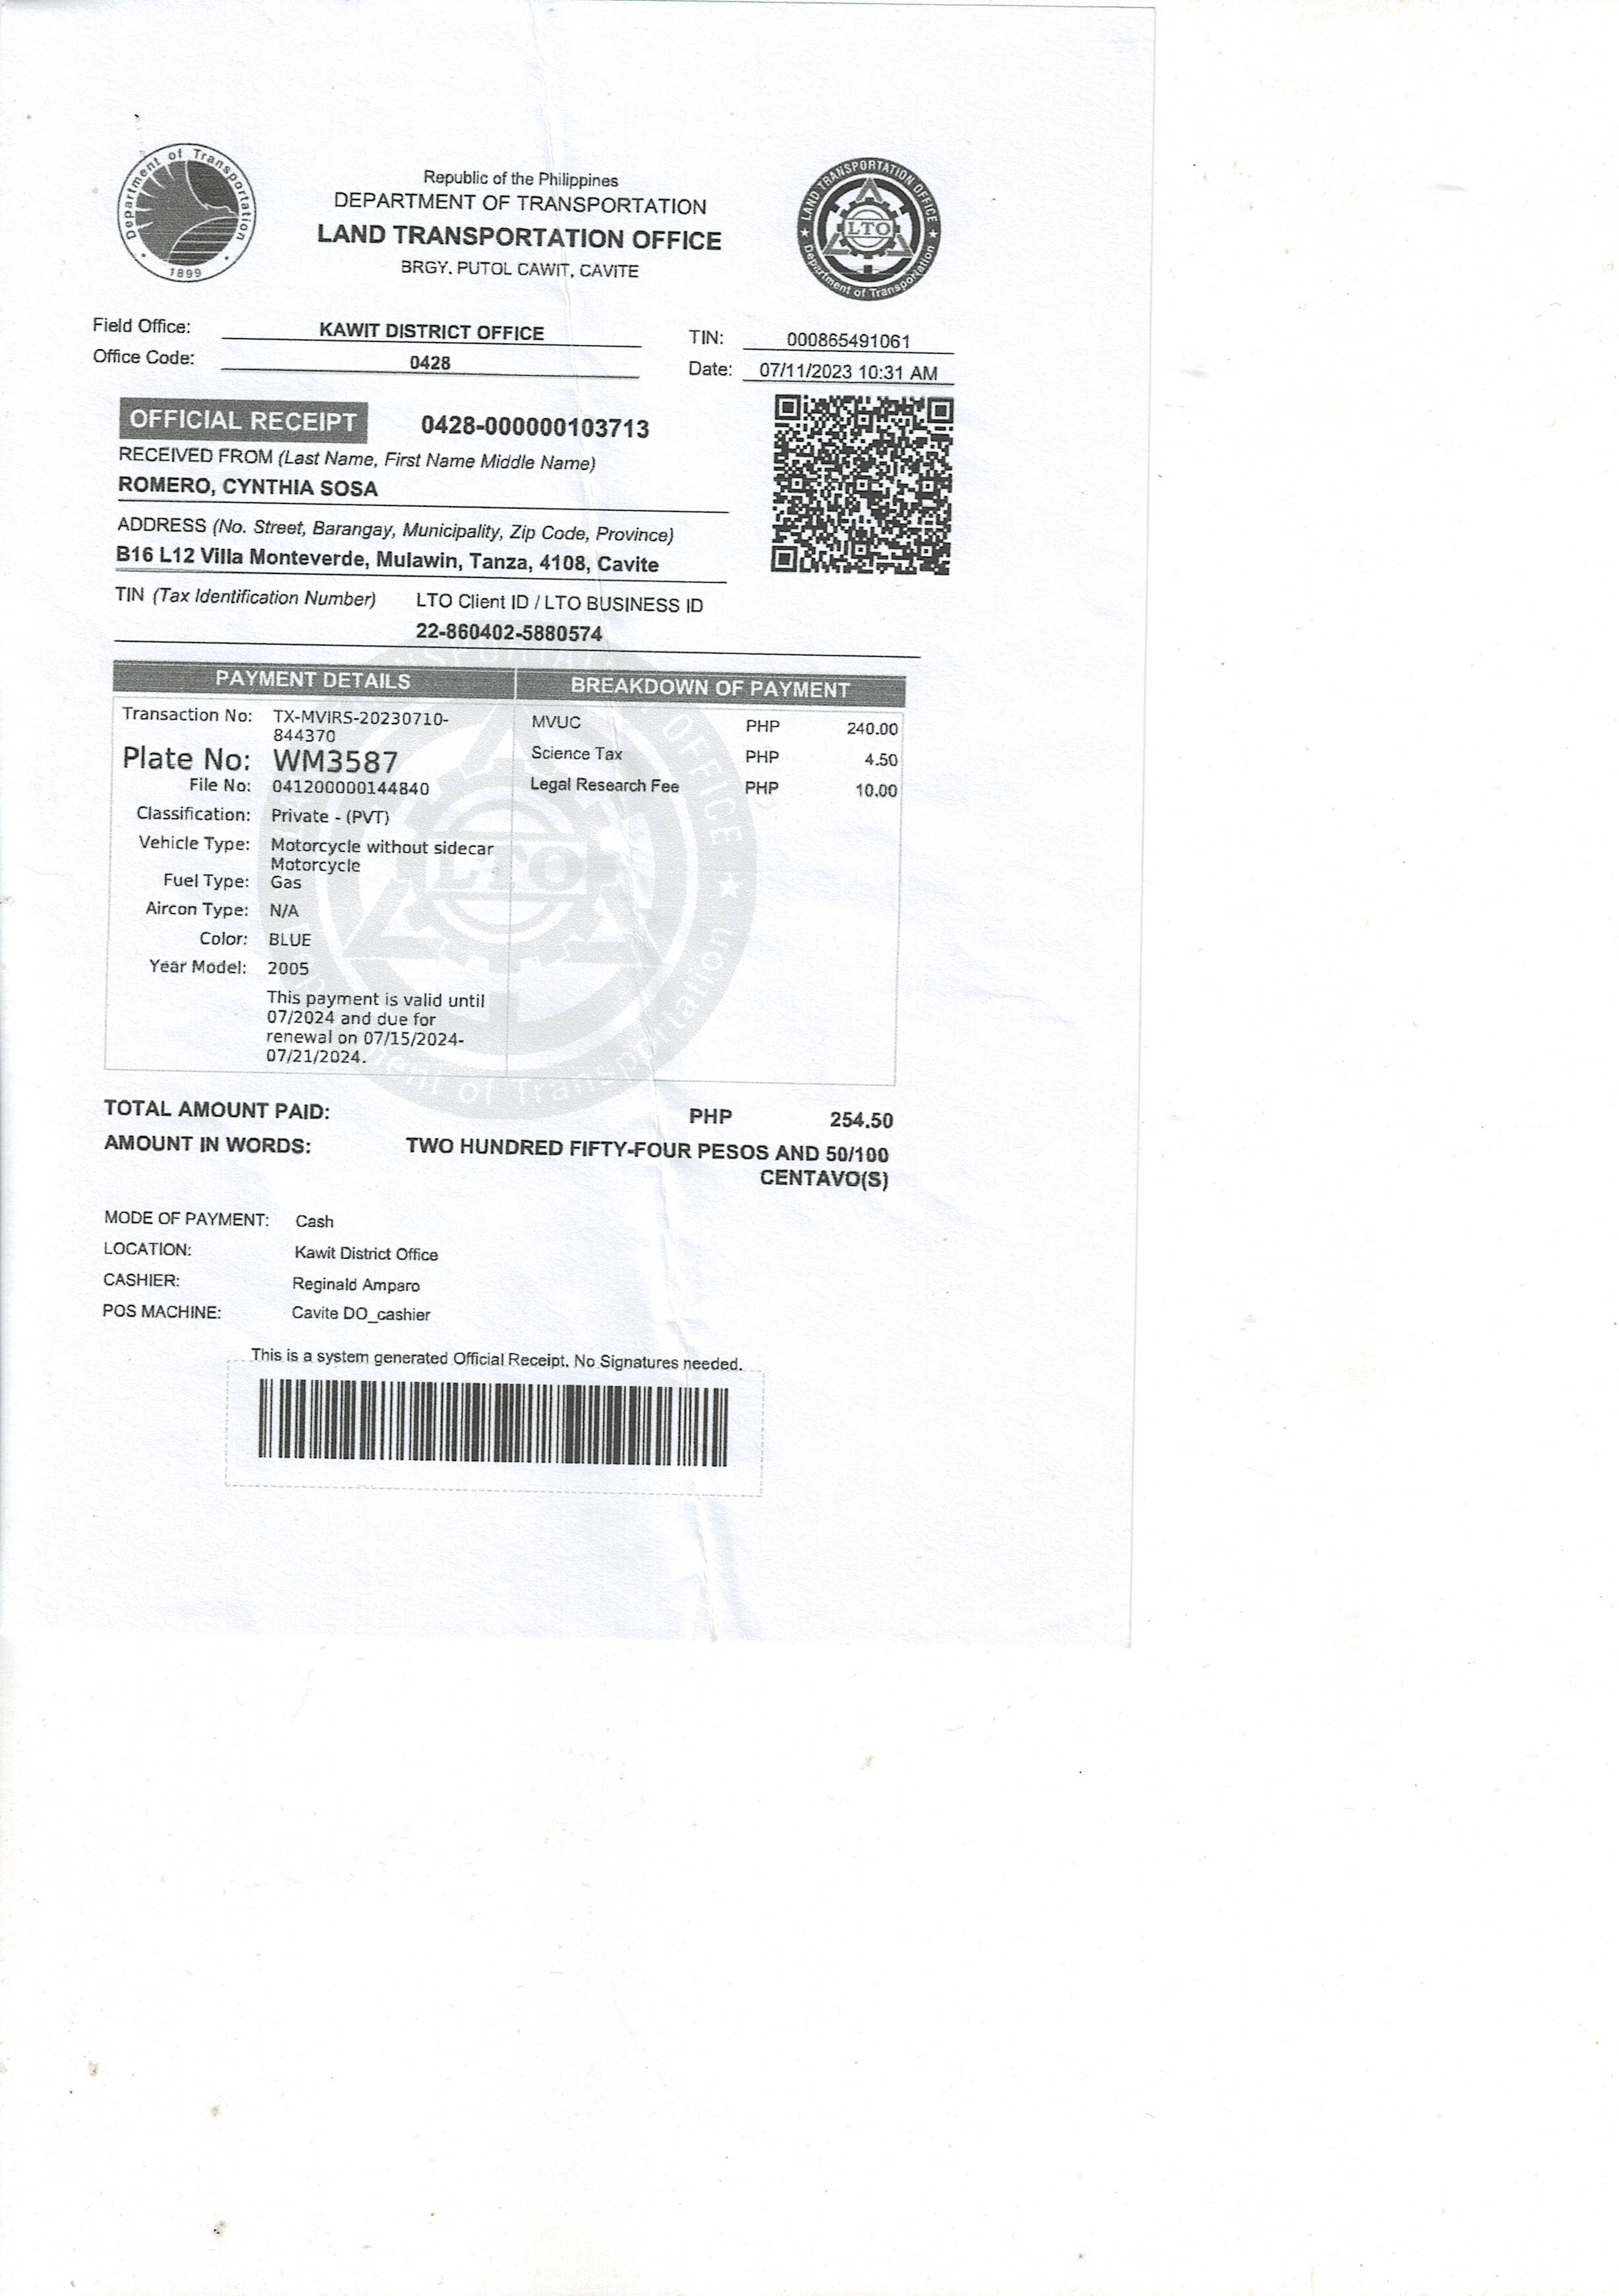 Department of Transportation
1899
Republic of the Philippines
DEPARTMENT OF TRANSPORTATION
LAND TRANSPORTATION OFFICE
BRGY. PUTOL CAWIT, CAVITE
LAND TRANSPORTATION OFFICE
LTO
Department of Transportation
Field Office: KAWIT DISTRICT OFFICE TIN: 000865491061
Office Code: 0428 Date: 07/11/2023 10:31 AM
OFFICIAL RECEIPT 0428-000000103713
RECEIVED FROM (Last Name, First Name Middle Name)
ROMERO, CYNTHIA SOSA
ADDRESS (No. Street, Barangay, Municipality, Zip Code, Province)
B16 L12 Villa Monteverde, Mulawin, Tanza, 4108, Cavite
TIN (Tax Identification Number) LTO Client ID / LTO BUSINESS ID
22-860402-5880574
PAYMENT DETAILS BREAKDOWN OF PAYMENT
Transaction No: TX-MVIRS-20230710-
844370
Plate No: WM3587
File No: 041200000144840
Classification: Private - (PVT)
Vehicle Type: Motorcycle without sidecar
Motorcycle
Fuel Type: Gas
Aircon Type: N/A
Color: BLUE
Year Model: 2005
This payment is valid until
07/2024 and due for
renewal on 07/15/2024-
07/21/2024.
MVUC PHP 240.00
Science Tax PHP 4.50
Legal Research Fee PHP 10.00
TOTAL AMOUNT PAID: PHP 254.50
AMOUNT IN WORDS: TWO HUNDRED FIFTY-FOUR PESOS AND 50/100
CENTAVO(S)
MODE OF PAYMENT: Cash
LOCATION: Kawit District Office
CASHIER: Reginald Amparo
POS MACHINE: Cavite DO_cashier
This is a system generated Official Receipt. No Signatures needed.